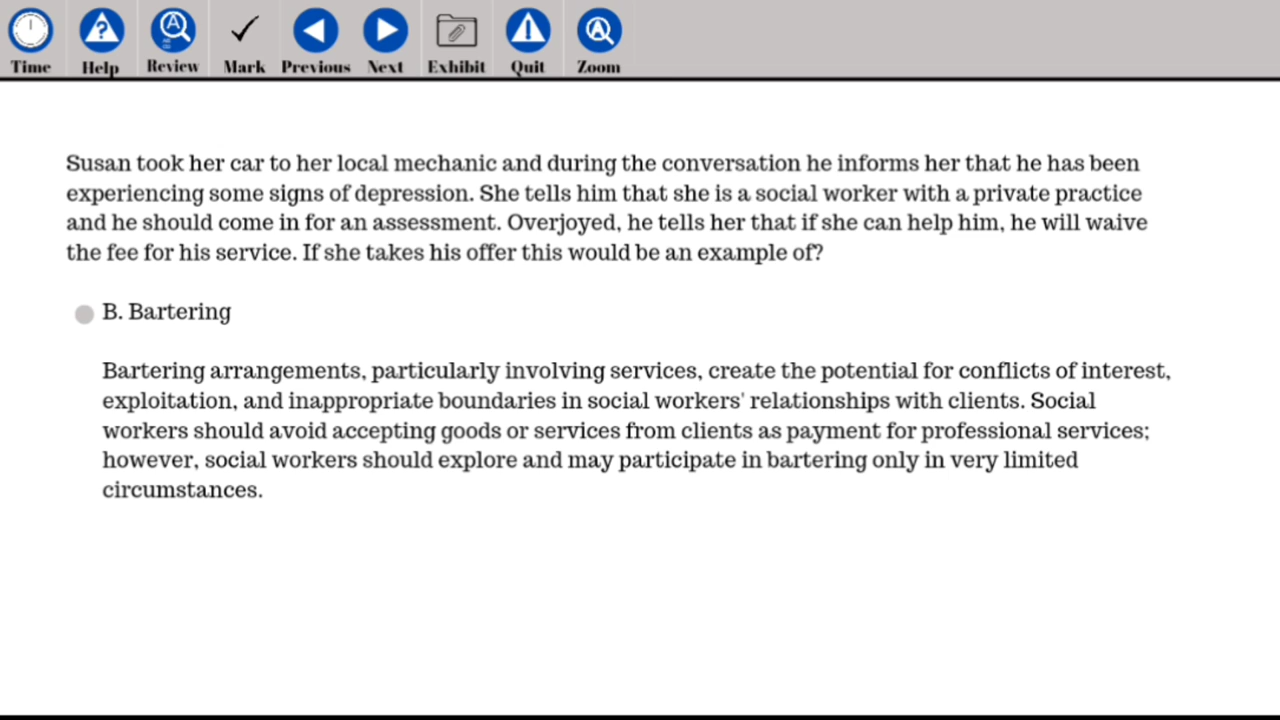 Time Help Review Mark Previous Next Exhibit Quit Zoom
Susan took her car to her local mechanic and during the conversation he informs her that he has been
experiencing some signs of depression. She tells him that she is a social worker with a private practice
and he should come in for an assessment. Overjoyed, he tells her that if she can help him, he will waive
the fee for his service. If she takes his offer this would be an example of?
B. Bartering
Bartering arrangements, particularly involving services, create the potential for conflicts of interest,
exploitation, and inappropriate boundaries in social workers' relationships with clients. Social
workers should avoid accepting goods or services from clients as payment for professional services;
however, social workers should explore and may participate in bartering only in very limited
circumstances.